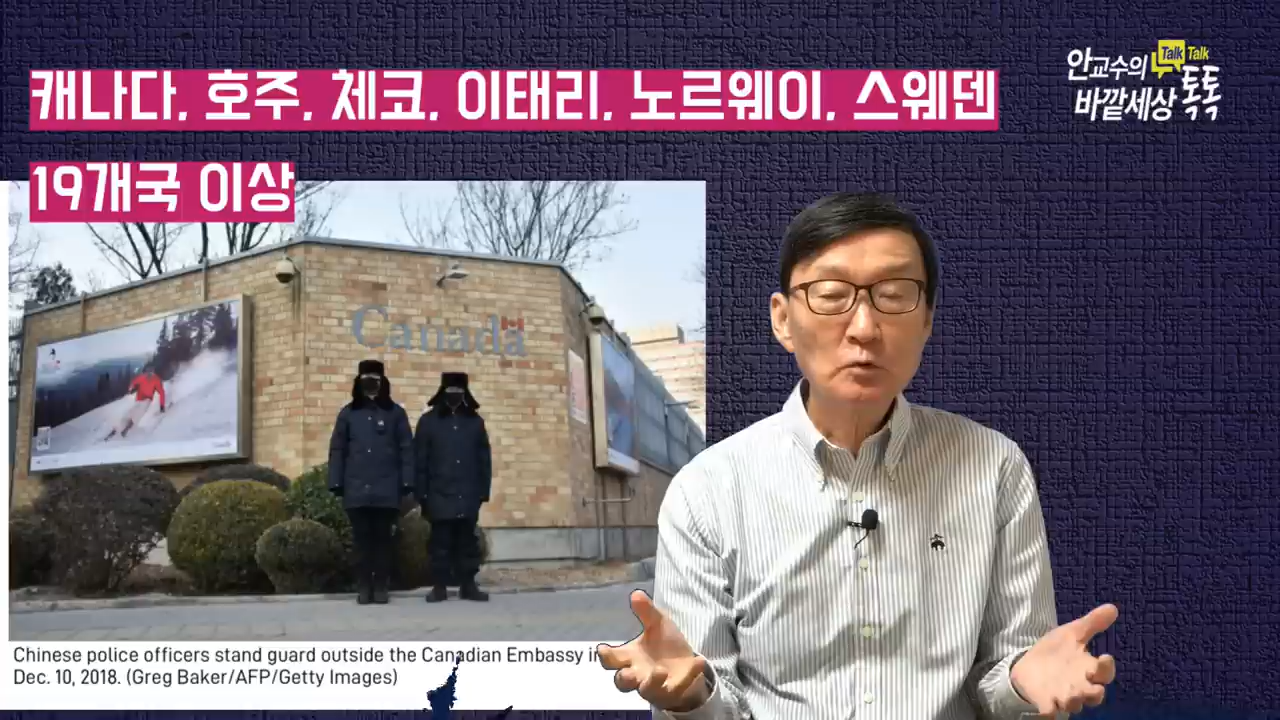 캐나다, 호주, 체코, 이태리, 노르웨이, 스웨덴
19개국 이상
안교수의
Talk Talk
바깥세상 톡톡
Canada
Chinese police officers stand guard outside the Canadian Embassy in
Dec. 10, 2018. (Greg Baker/AFP/Getty Images)